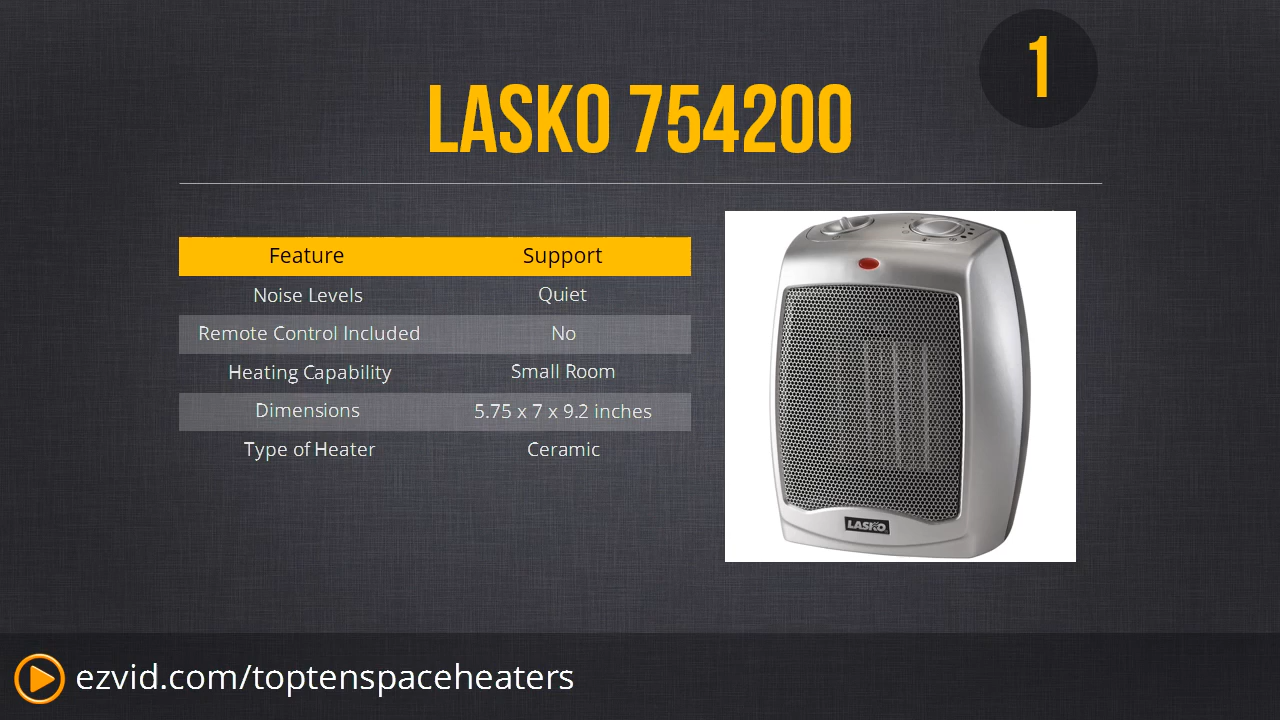 1
LASKO 754200
Feature Support
Noise Levels Quiet
Remote Control Included No
Heating Capability Small Room
Dimensions 5.75 x 7 x 9.2 inches
Type of Heater Ceramic
LASKO
ezvid.com/toptenspaceheaters